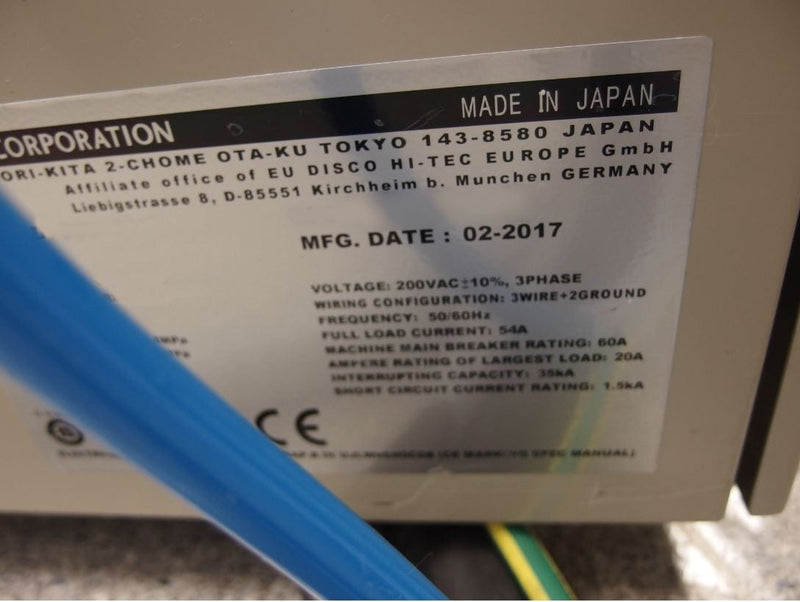 CORPORATION
MADE IN JAPAN
ORI-KITA 2-CHOME OTA-KU TOKYO 143-8580 JAPAN
Affiliate office of EU DISCO HI-TEC EUROPE GmbH
Liebigstrasse 8, D-85551 Kirchheim b. Munchen GERMANY
MFG. DATE : 02-2017
VOLTAGE: 200VAC±10%, 3PHASE
WIRING CONFIGURATION: 3WIRE+2GROUND
FREQUENCY: 50/60Hz
FULL LOAD CURRENT: 54A
MACHINE MAIN BREAKER RATING: 60A
AMPERE RATING OF LARGEST LOAD: 20A
INTERRUPTING CAPACITY: 35kA
SHORT CIRCUIT CURRENT RATING: 1.5kA
CE
MANUAL)